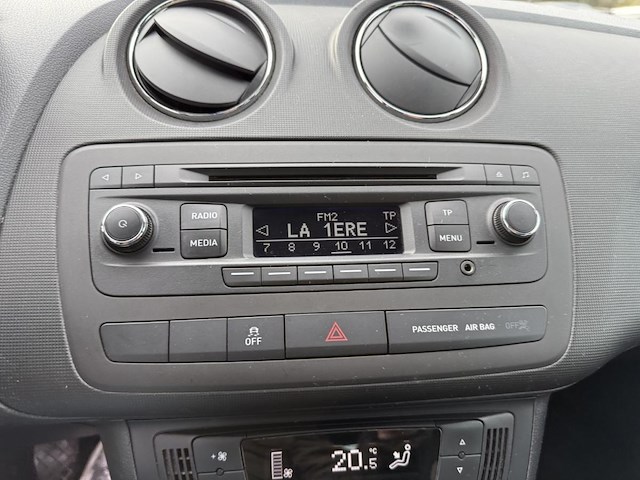 FM2 TP
LA 1ERE
7 8 9 10 11 12
RADIO
MEDIA
TP
MENU
OFF
PASSENGER AIR BAG OFF
20.5 °C